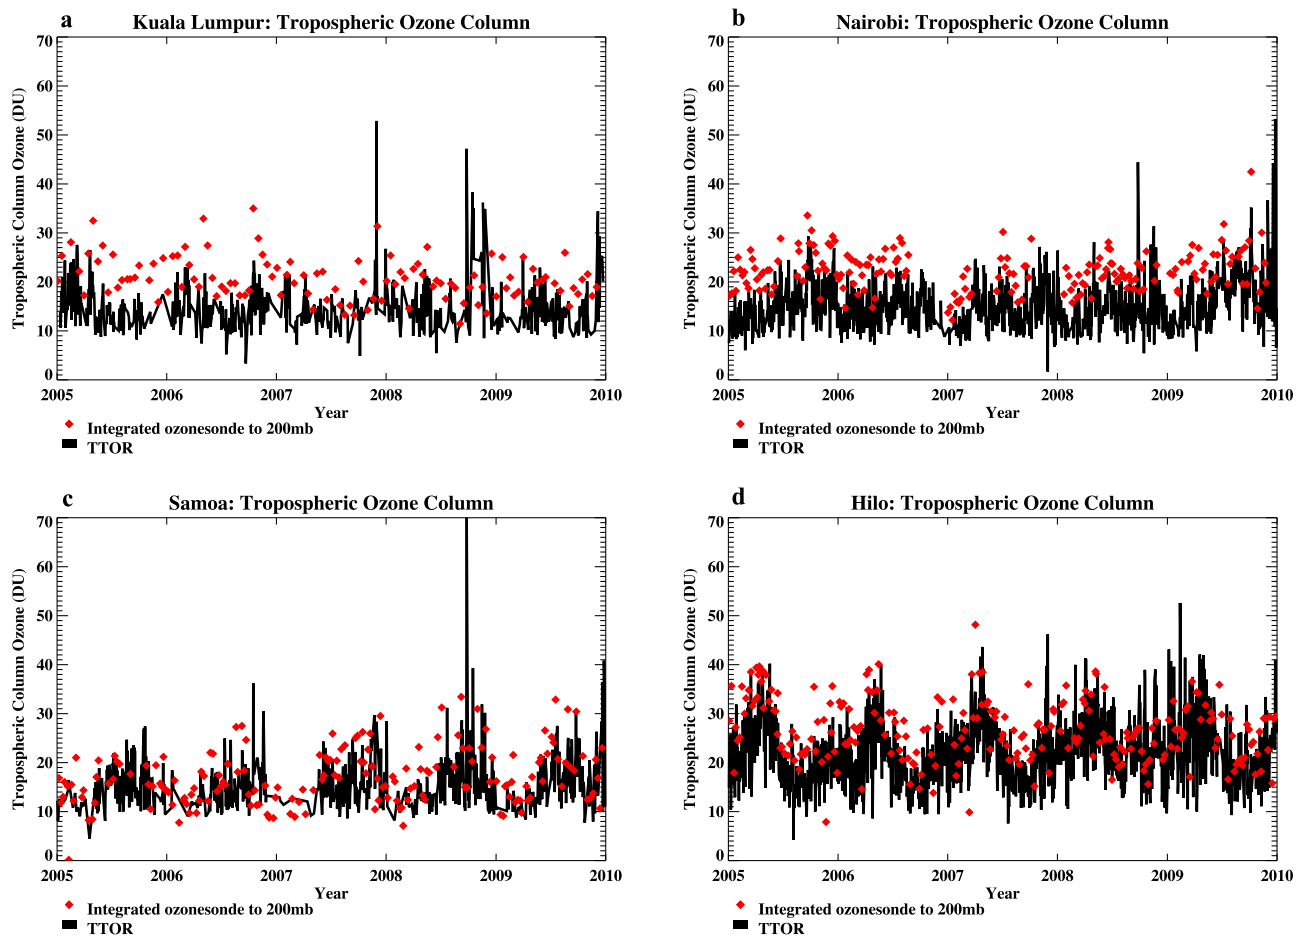 a
Kuala Lumpur: Tropospheric Ozone Column
Tropospheric Column Ozone (DU)
70
60
50
40
30
20
10
0
2005 2006 2007 2008 2009 2010
Year
Integrated ozonesonde to 200mb
TTOR
b
Nairobi: Tropospheric Ozone Column
Tropospheric Column Ozone (DU)
70
60
50
40
30
20
10
0
2005 2006 2007 2008 2009 2010
Year
Integrated ozonesonde to 200mb
TTOR
c
Samoa: Tropospheric Ozone Column
Tropospheric Column Ozone (DU)
70
60
50
40
30
20
10
0
2005 2006 2007 2008 2009 2010
Year
Integrated ozonesonde to 200mb
TTOR
d
Hilo: Tropospheric Ozone Column
Tropospheric Column Ozone (DU)
70
60
50
40
30
20
10
0
2005 2006 2007 2008 2009 2010
Year
Integrated ozonesonde to 200mb
TTOR